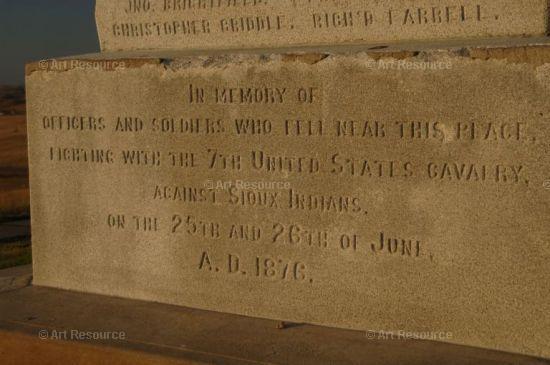 JNO. BRIGHTFIELD.
CHRISTOPHER CRIDDLE. RICH'D FARRELL.
© Art Resource © Art Resource
IN MEMORY OF
OFFICERS AND SOLDIERS WHO FELL NEAR THIS PLACE,
FIGHTING WITH THE 7TH UNITED STATES CAVALRY,
AGAINST SIOUX INDIANS,
© Art Resource
ON THE 25TH AND 26TH OF JUNE,
A. D. 1876.
© Art Resource © Art Resource